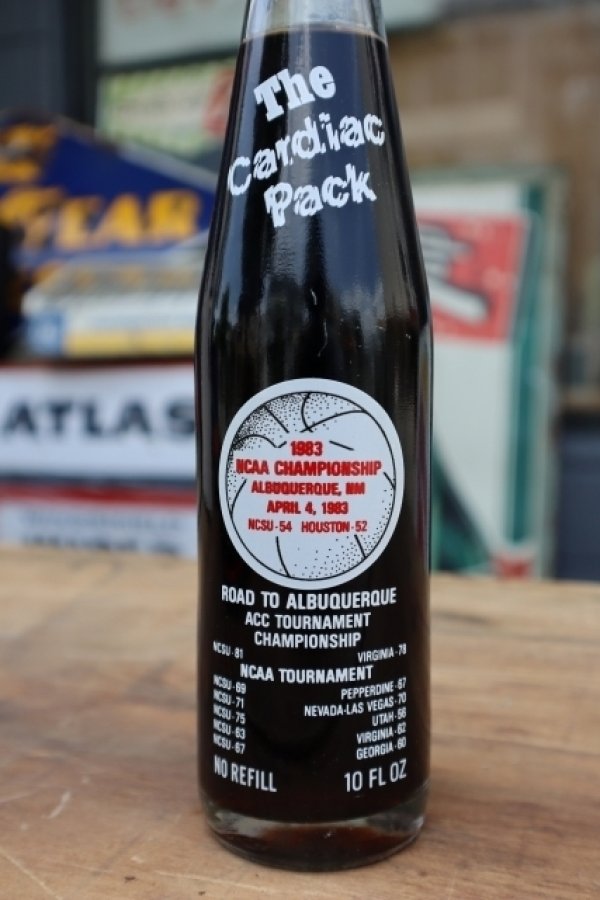 The
Cardiac
Pack
YEAR
ATLAS
1983
NCAA CHAMPIONSHIP
ALBUQUERQUE, NM
APRIL 4, 1983
NCSU-54 HOUSTON-52
ROAD TO ALBUQUERQUE
ACC TOURNAMENT
CHAMPIONSHIP
NCSU-81 VIRGINIA-78
NCAA TOURNAMENT
NCSU-69 PEPPERDINE-67
NCSU-71 NEVADA-LAS VEGAS-70
NCSU-75 UTAH-56
NCSU-63 VIRGINIA-62
NCSU-67 GEORGIA-60
NO REFILL 10 FL OZ